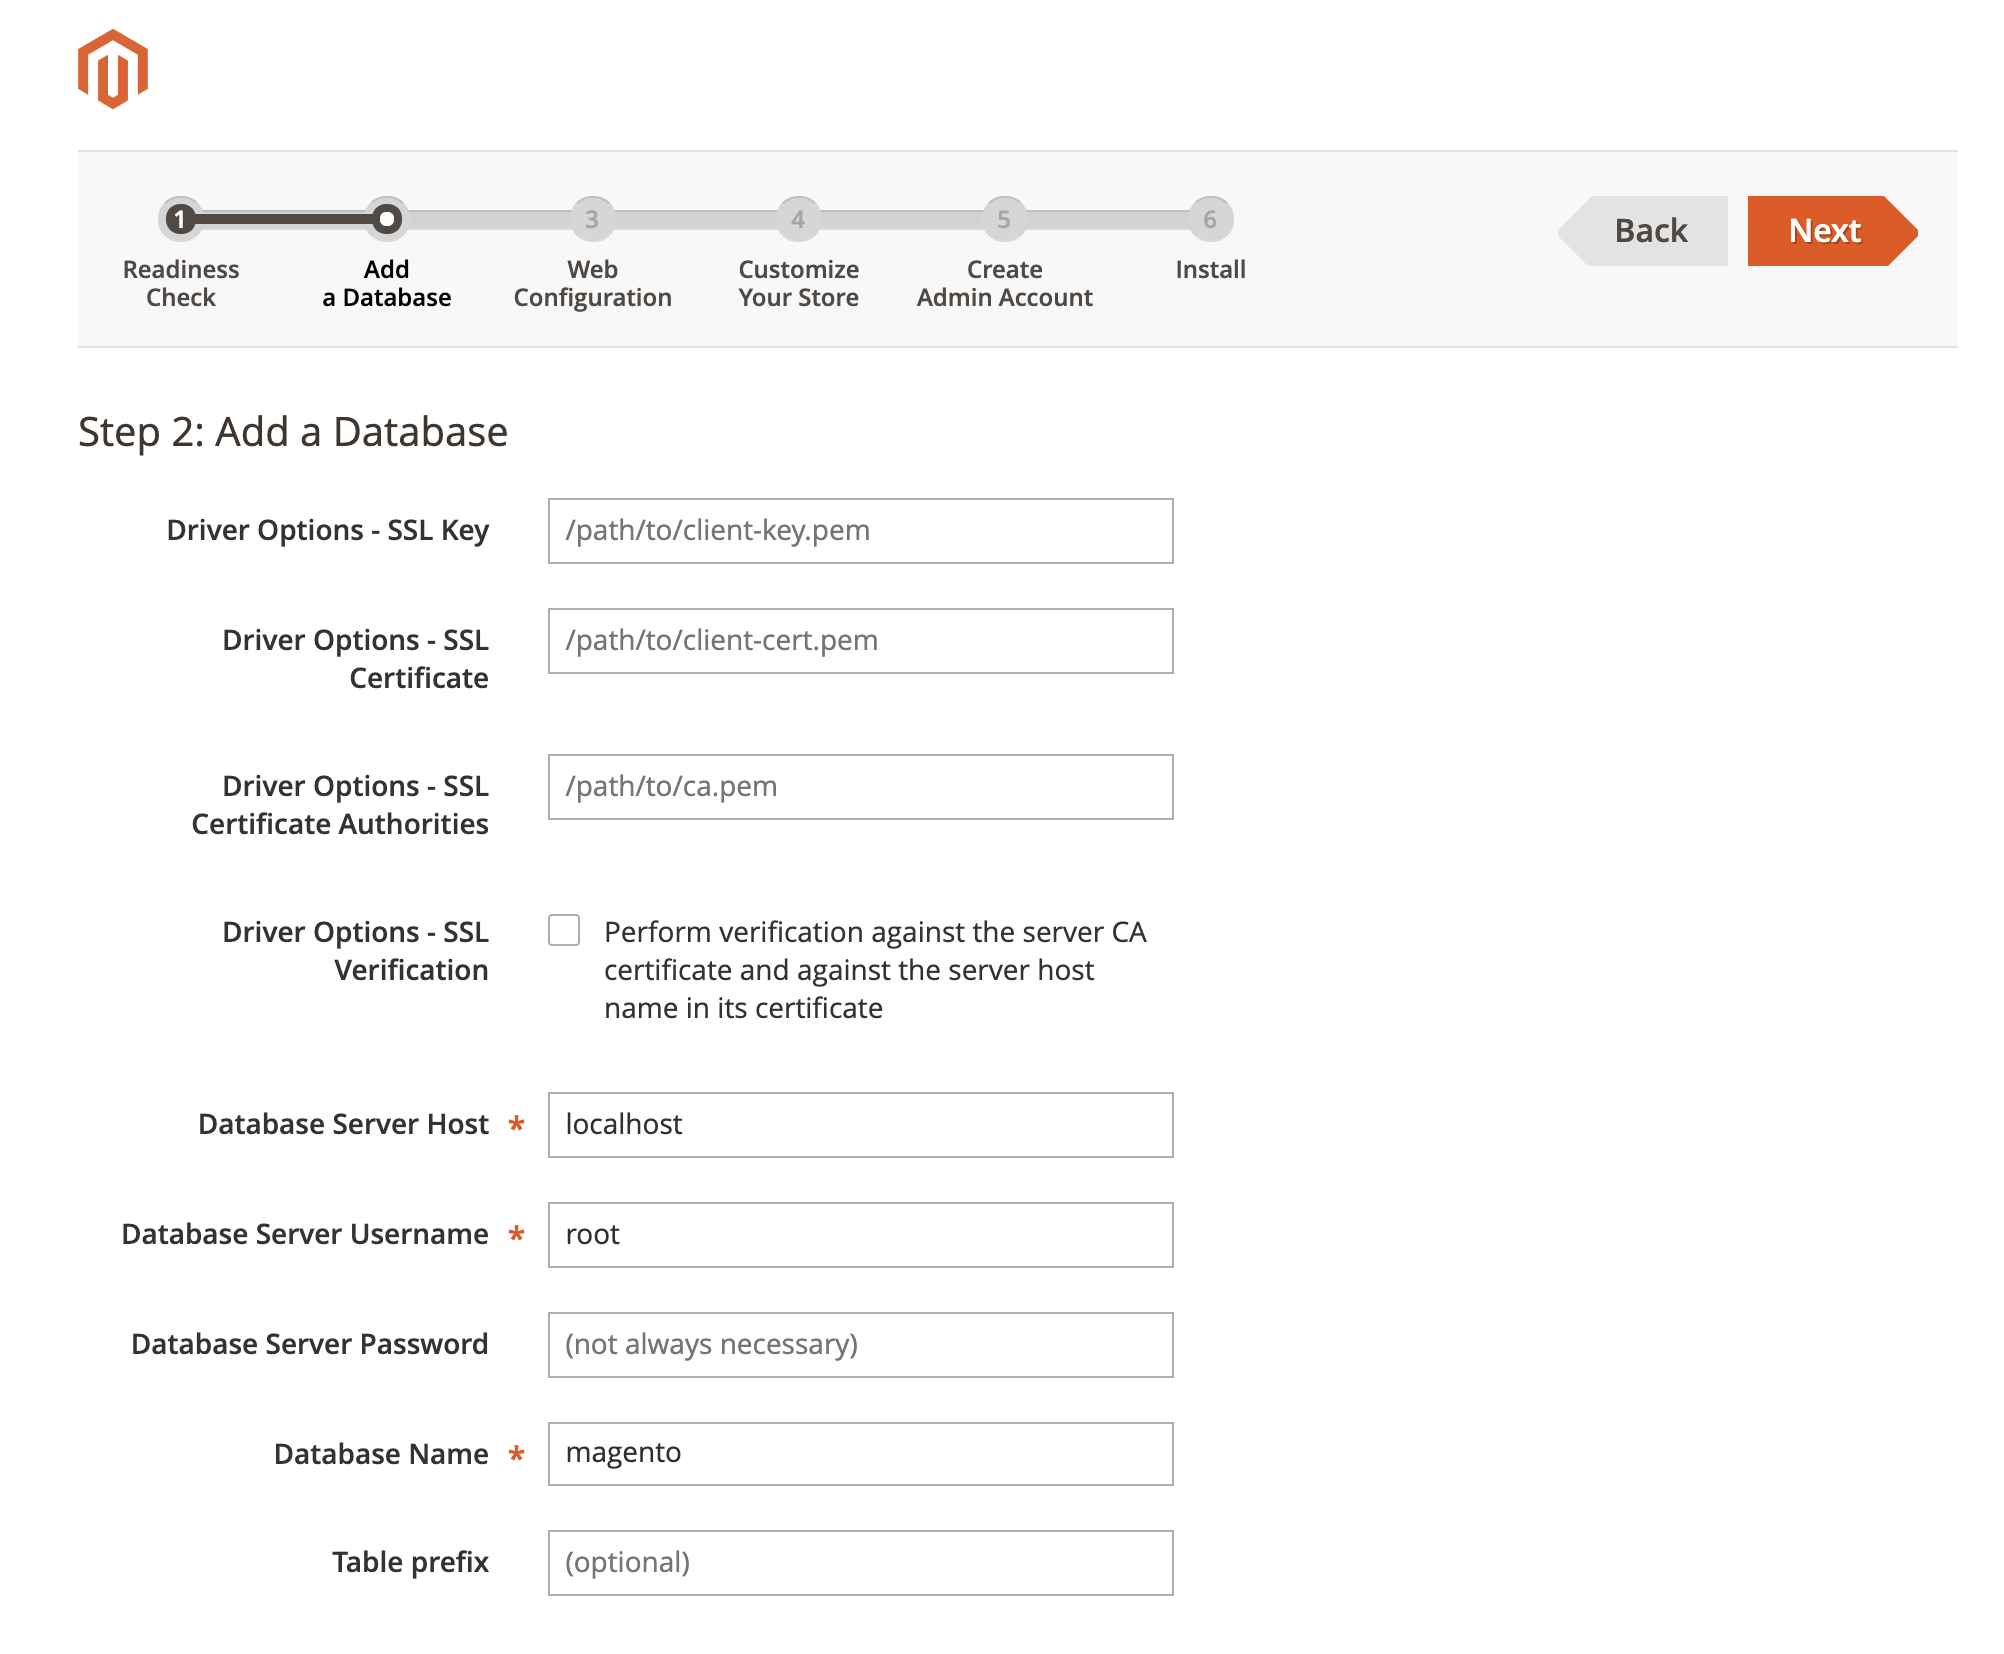 1
3
4
5
6
Readiness
Check
Add
a Database
Web
Configuration
Customize
Your Store
Create
Admin Account
Install
Back
Next
Step 2: Add a Database
Driver Options - SSL Key
/path/to/client-key.pem
Driver Options - SSL
Certificate
/path/to/client-cert.pem
Driver Options - SSL
Certificate Authorities
/path/to/ca.pem
Driver Options - SSL
Verification
Perform verification against the server CA
certificate and against the server host
name in its certificate
Database Server Host *
localhost
Database Server Username *
root
Database Server Password
(not always necessary)
Database Name *
magento
Table prefix
(optional)